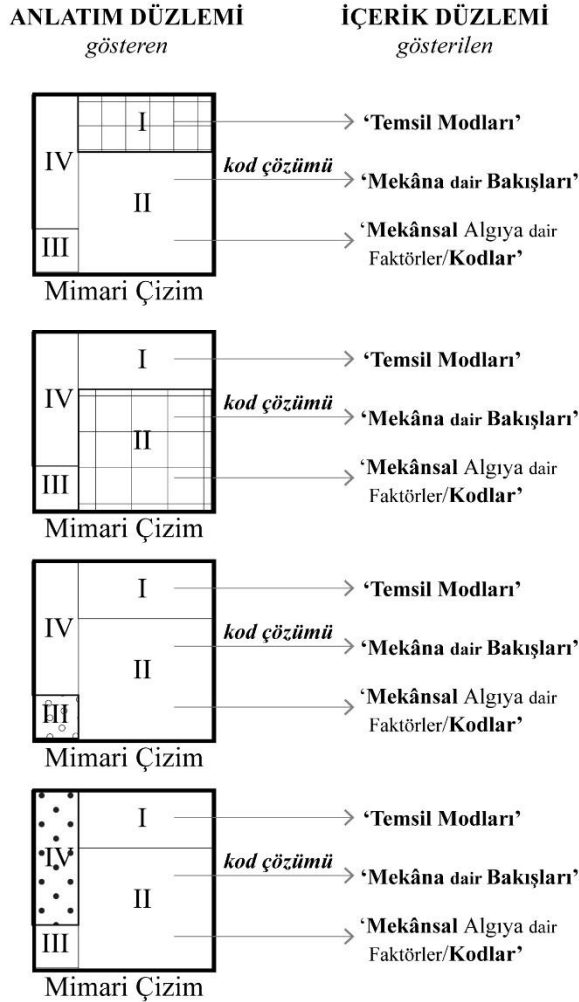 ANLATIM DÜZLEMİ İÇERİK DÜZLEMİ
gösteren gösterilen
I ‘Temsil Modları’
IV kod çözümü ‘Mekâna dair Bakışları’
II
III ‘Mekânsal Algıya dair
Faktörler/Kodlar’
Mimari Çizim
I ‘Temsil Modları’
IV kod çözümü ‘Mekâna dair Bakışları’
II
III ‘Mekânsal Algıya dair
Faktörler/Kodlar’
Mimari Çizim
I ‘Temsil Modları’
IV kod çözümü ‘Mekâna dair Bakışları’
II
III ‘Mekânsal Algıya dair
Faktörler/Kodlar’
Mimari Çizim
I ‘Temsil Modları’
IV kod çözümü ‘Mekâna dair Bakışları’
II
III ‘Mekânsal Algıya dair
Faktörler/Kodlar’
Mimari Çizim